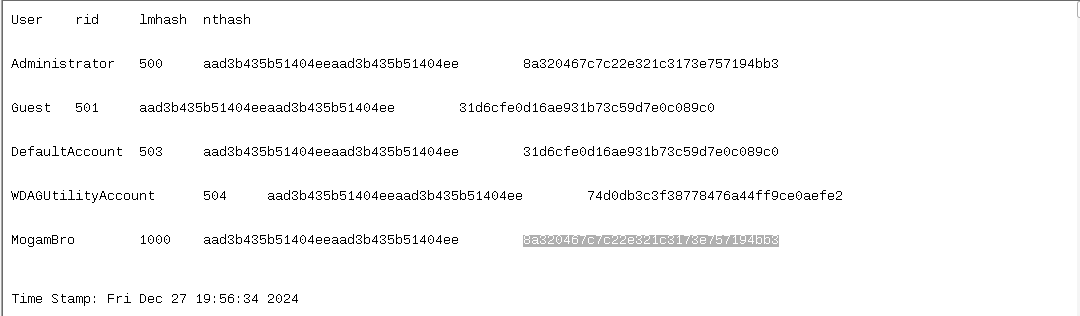 User rid lmhash nthash
Administrator 500 aad3b435b51404eeaad3b435b51404ee 8a320467c7c22e321c3173e757194bb3
Guest 501 aad3b435b51404eeaad3b435b51404ee 31d6cfe0d16ae931b73c59d7e0c089c0
DefaultAccount 503 aad3b435b51404eeaad3b435b51404ee 31d6cfe0d16ae931b73c59d7e0c089c0
WDAGUtilityAccount 504 aad3b435b51404eeaad3b435b51404ee 74d0db3c3f38778476a44ff9ce0aefe2
MogamBro 1000 aad3b435b51404eeaad3b435b51404ee 8a320467c7c22e321c3173e757194bb3
Time Stamp: Fri Dec 27 19:56:34 2024